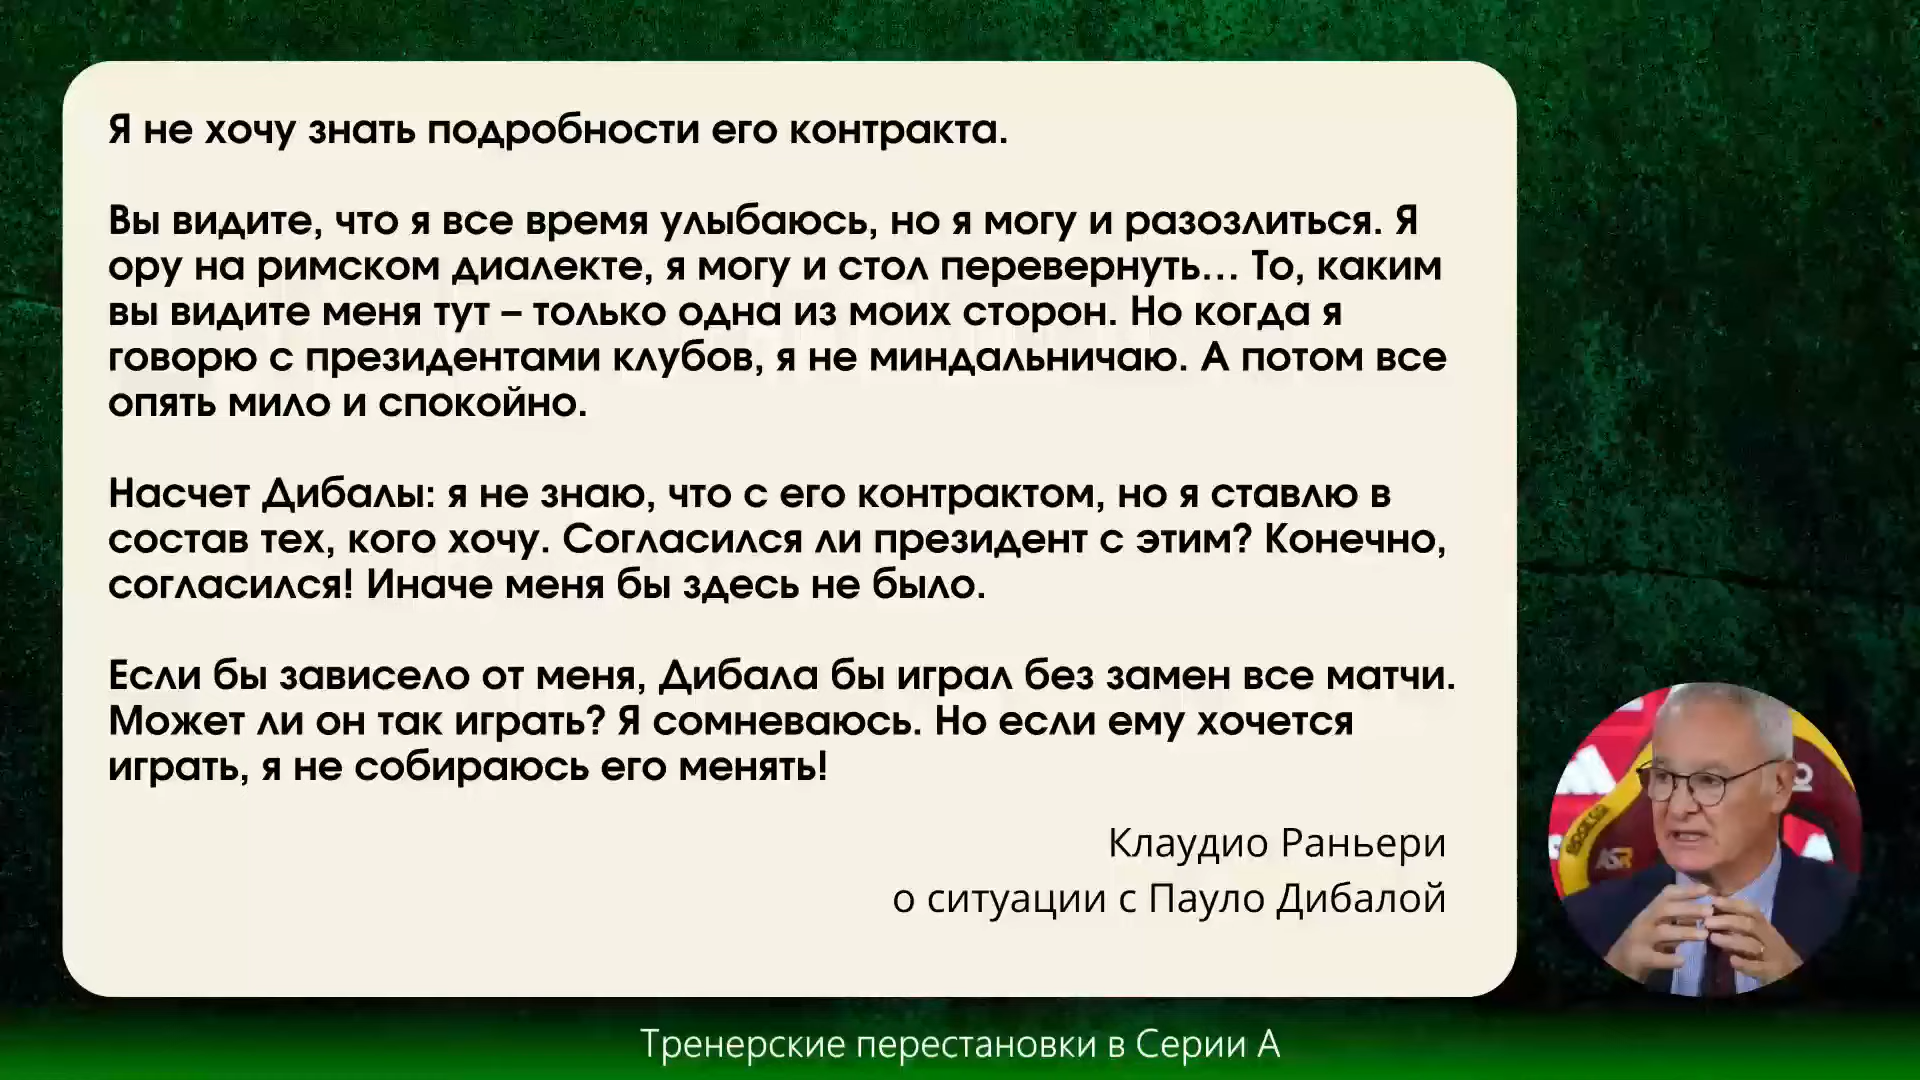 Я не хочу знать подробности его контракта.
Вы видите, что я все время улыбаюсь, но я могу и разозлиться. Я
ору на римском диалекте, я могу и стол перевернуть... То, каким
вы видите меня тут – только одна из моих сторон. Но когда я
говорю с президентами клубов, я не миндальничаю. А потом все
опять мило и спокойно.
Насчет Дибалы: я не знаю, что с его контрактом, но я ставлю в
состав тех, кого хочу. Согласился ли президент с этим? Конечно,
согласился! Иначе меня бы здесь не было.
Если бы зависело от меня, Дибала бы играл без замен все матчи.
Может ли он так играть? Я сомневаюсь. Но если ему хочется
играть, я не собираюсь его менять!
Клаудио Раньери
о ситуации с Пауло Дибалой
ASR
Тренерские перестановки в Серии А